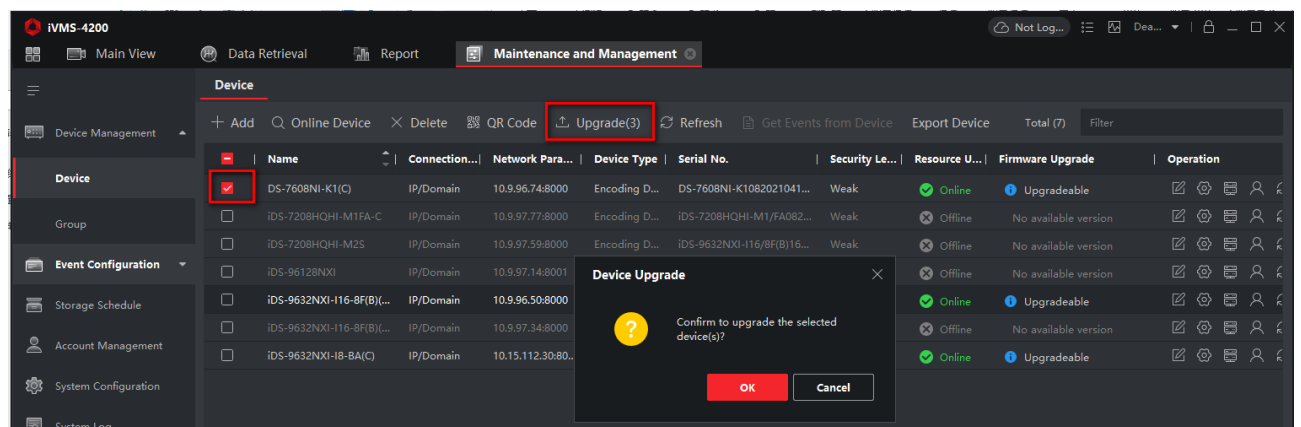 iVMS-4200
Not Log... Dea...
Main View Data Retrieval Report Maintenance and Management
Device
Add Online Device Delete QR Code Upgrade(3) Refresh Get Events from Device Export Device Total (7) Filter
Device Management
Device
Group
Event Configuration
Storage Schedule
Account Management
System Configuration
System Log
Name Connection... Network Para... Device Type Serial No. Security Le... Resource U... Firmware Upgrade Operation
DS-7608NI-K1(C) IP/Domain 10.9.96.74:8000 Encoding D... DS-7608NI-K1082021041... Weak Online Upgradeable
iDS-7208HQHI-M1FA-C IP/Domain 10.9.97.77:8000 Encoding D... iDS-7208HQHI-M1/FA082... Weak Offline No available version
iDS-7208HQHI-M2S IP/Domain 10.9.97.59:8000 Encoding D... iDS-9632NXI-I16/8F(B)16... Weak Offline No available version
iDS-96128NXI IP/Domain 10.9.97.14:8001 Offline No available version
iDS-9632NXI-I16-8F(B)(... IP/Domain 10.9.96.50:8000 Online Upgradeable
iDS-9632NXI-I16-8F(B)(... IP/Domain 10.9.97.34:8000 Offline No available version
iDS-9632NXI-I8-BA(C) IP/Domain 10.15.112.30:80.. Online Upgradeable
Device Upgrade
Confirm to upgrade the selected
device(s)?
OK Cancel